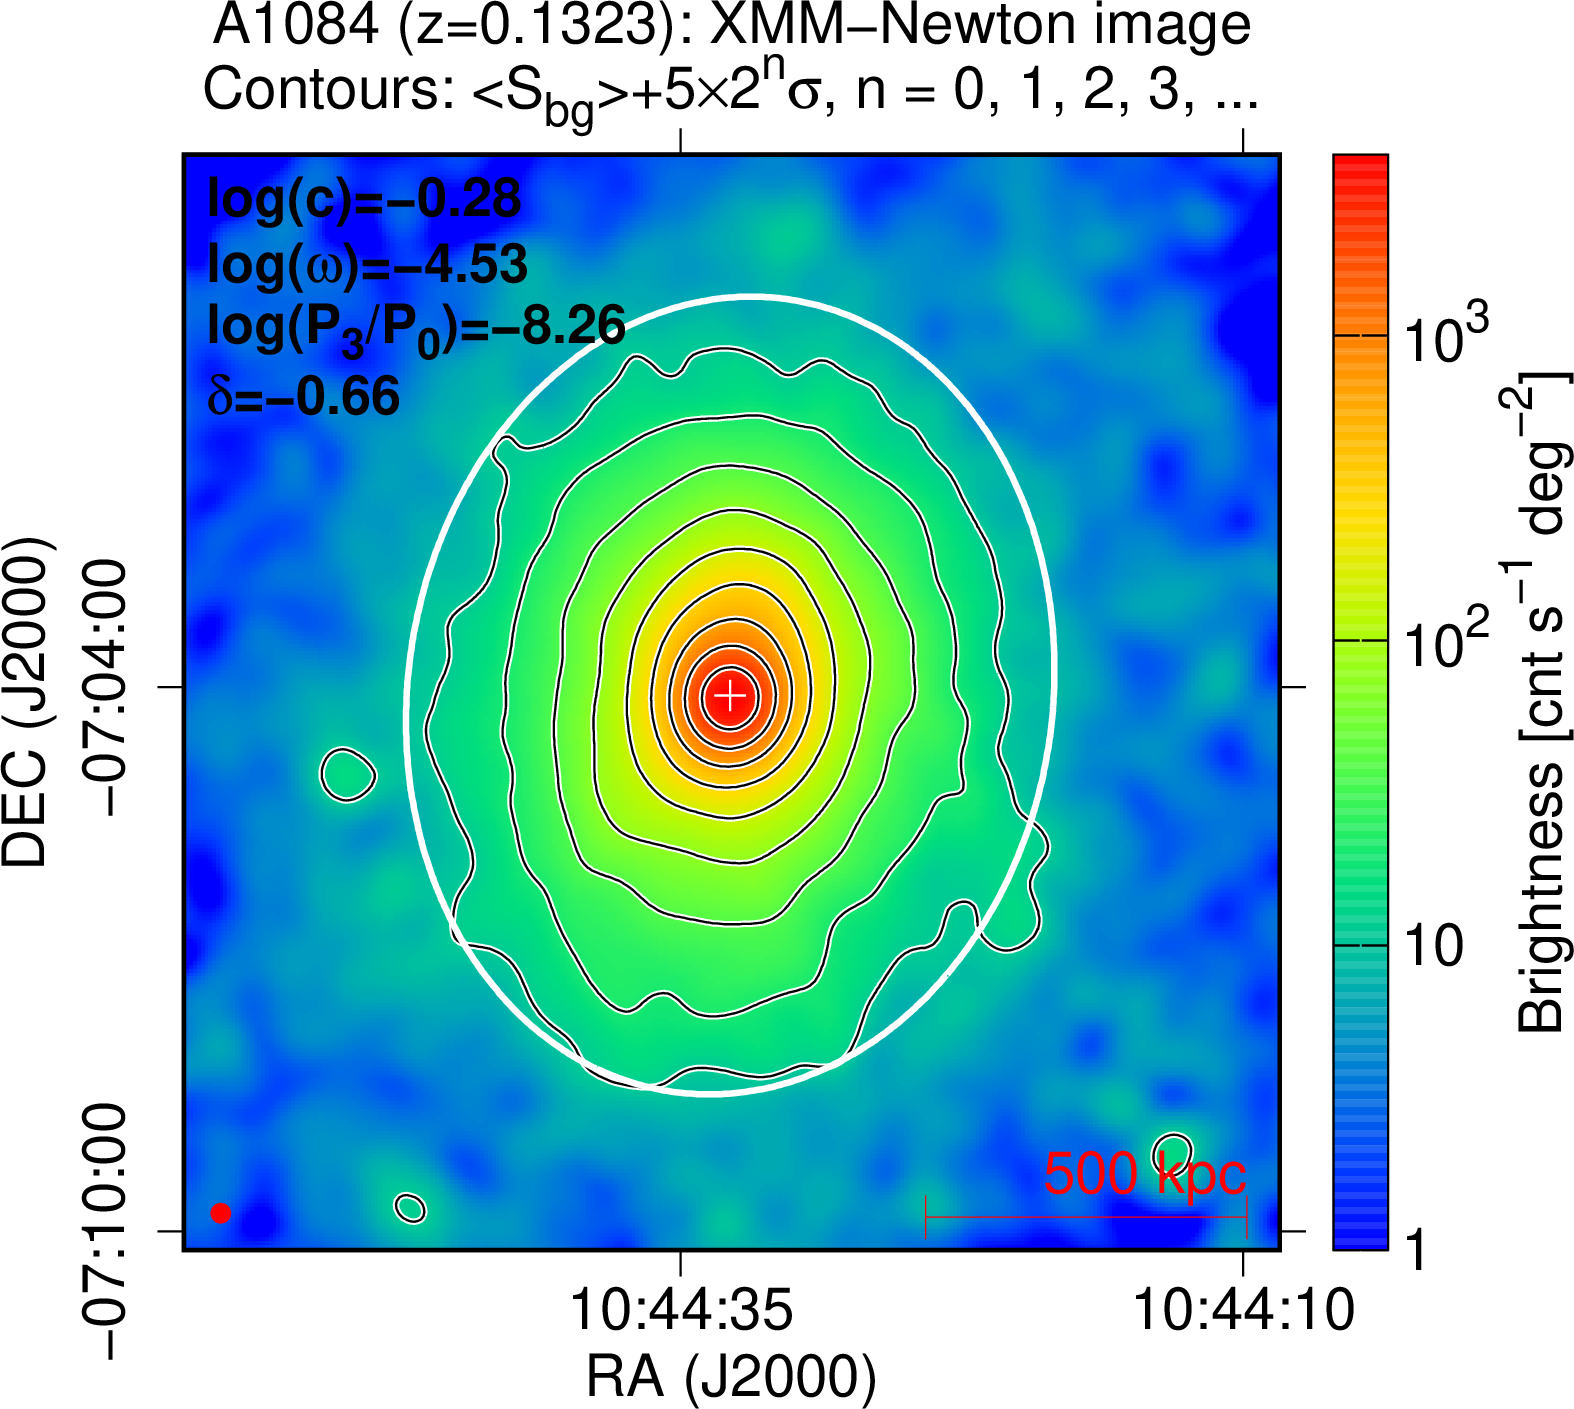 A1084 (z=0.1323): XMM−Newton image
Contours: <S_bg>+5×2^nσ, n = 0, 1, 2, 3, ...
log(c)=−0.28
log(ω)=−4.53
log(P_3/P_0)=−8.26
δ=−0.66
10^3
10^2
10
1
Brightness [cnt s^−1 deg^−2]
DEC (J2000)
−07:04:00
−07:10:00
500 kpc
10:44:35
10:44:10
RA (J2000)